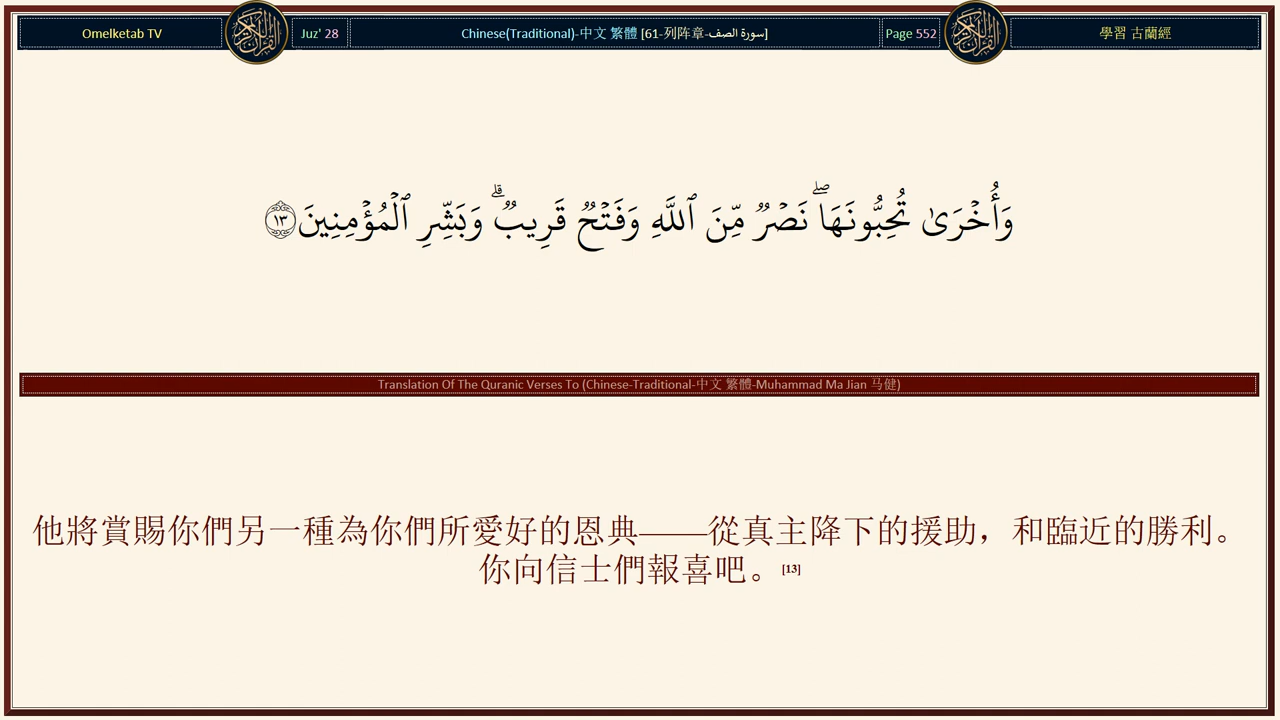 Omelketab TV
Juz' 28
Chinese(Traditional)-中文 繁體 [61-列阵章-سورة الصف]
Page 552
學習 古蘭經
وَأُخْرَىٰ تُحِبُّونَهَا ۖ نَصْرٌ مِّنَ ٱللَّهِ وَفَتْحٌ قَرِيبٌ ۗ وَبَشِّرِ ٱلْمُؤْمِنِينَ ١٣
Translation Of The Quranic Verses To (Chinese-Traditional-中文 繁體-Muhammad Ma Jian 马健)
他將賞賜你們另一種為你們所愛好的恩典——從真主降下的援助，和臨近的勝利。
你向信士們報喜吧。[13]